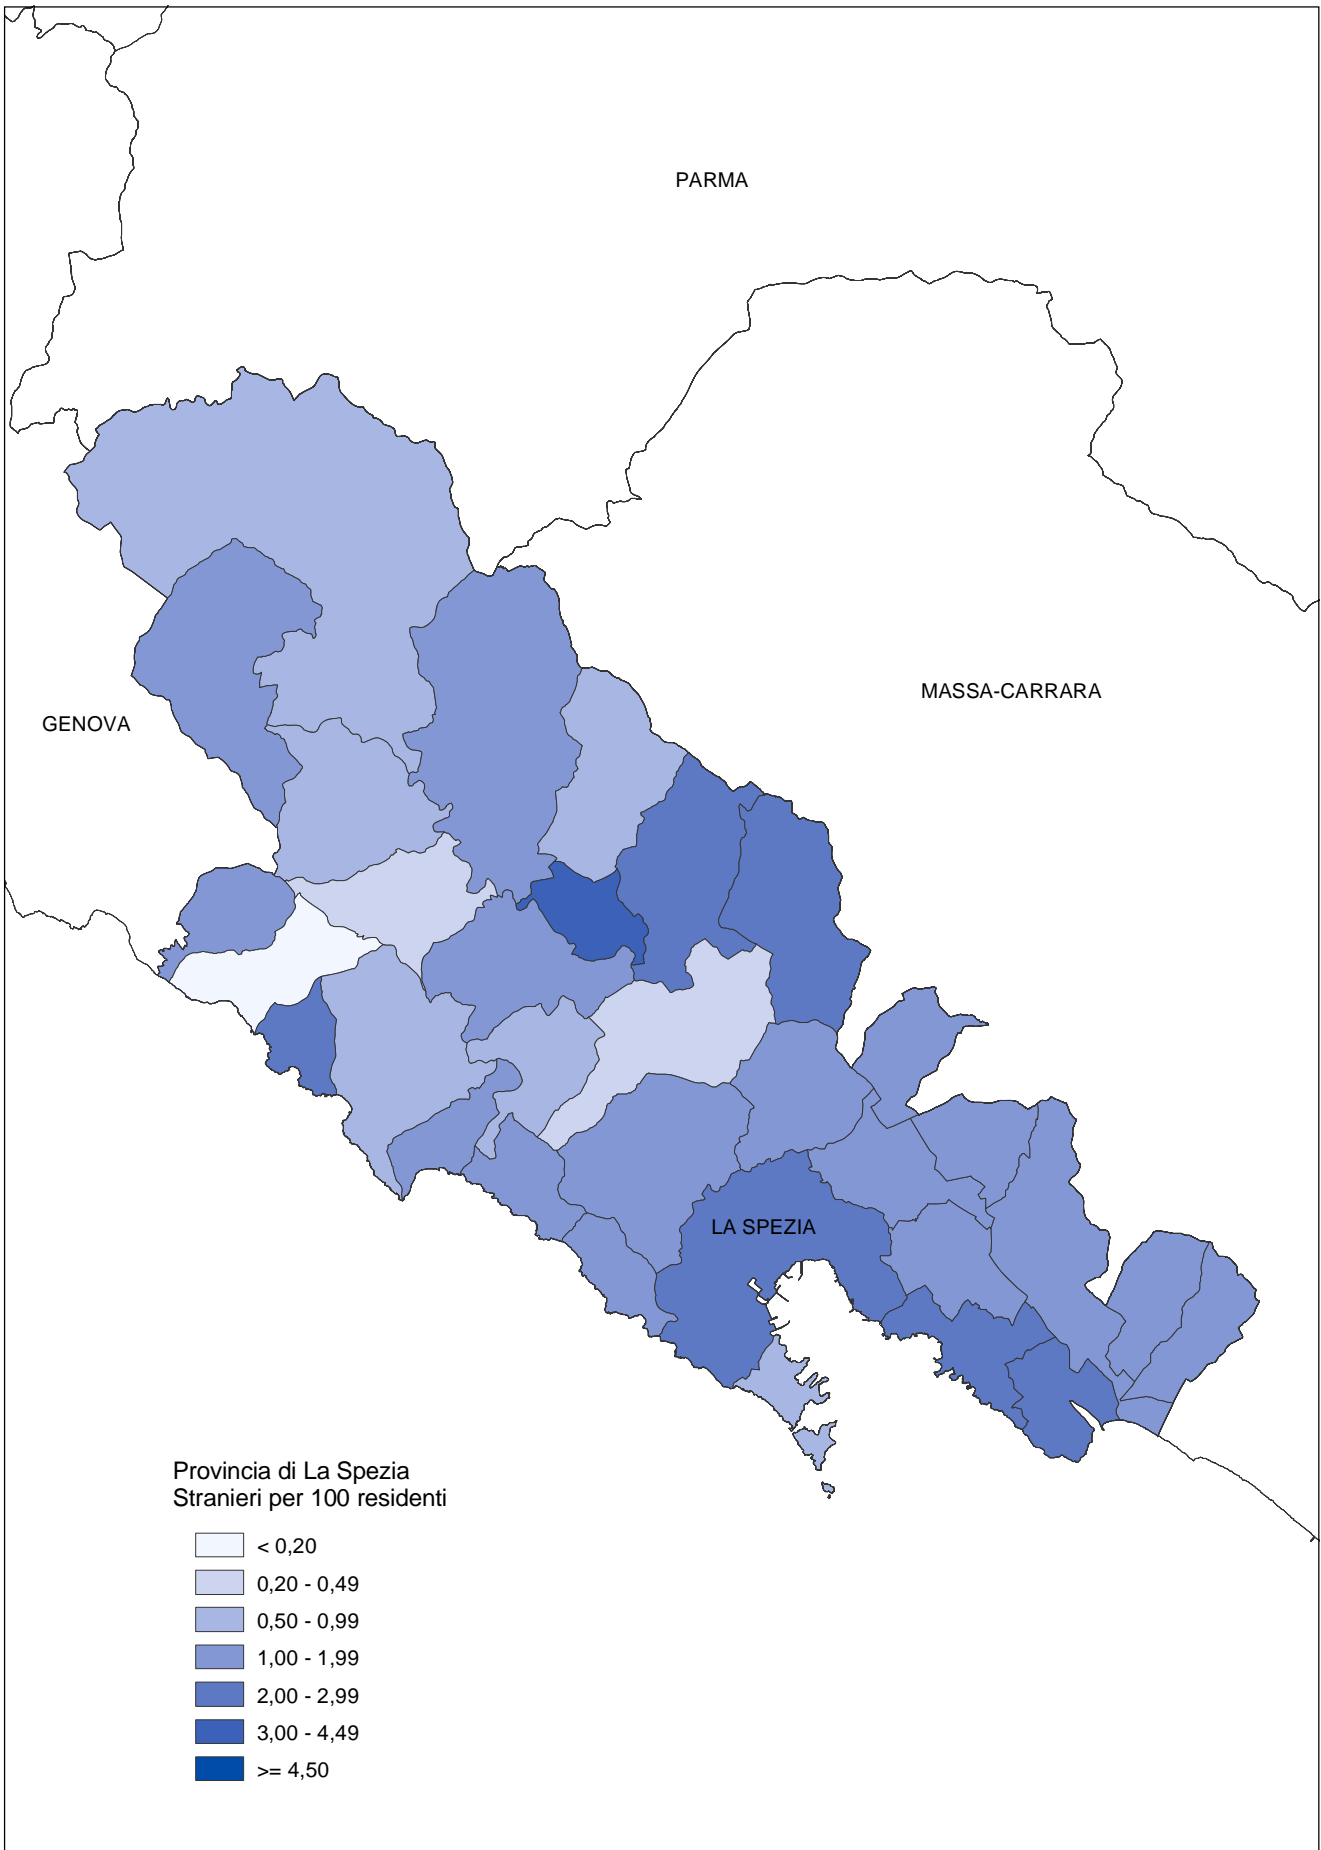 PARMA
MASSA-CARRARA
GENOVA
LA SPEZIA
Provincia di La Spezia
Stranieri per 100 residenti
< 0,20
0,20 - 0,49
0,50 - 0,99
1,00 - 1,99
2,00 - 2,99
3,00 - 4,49
>= 4,50